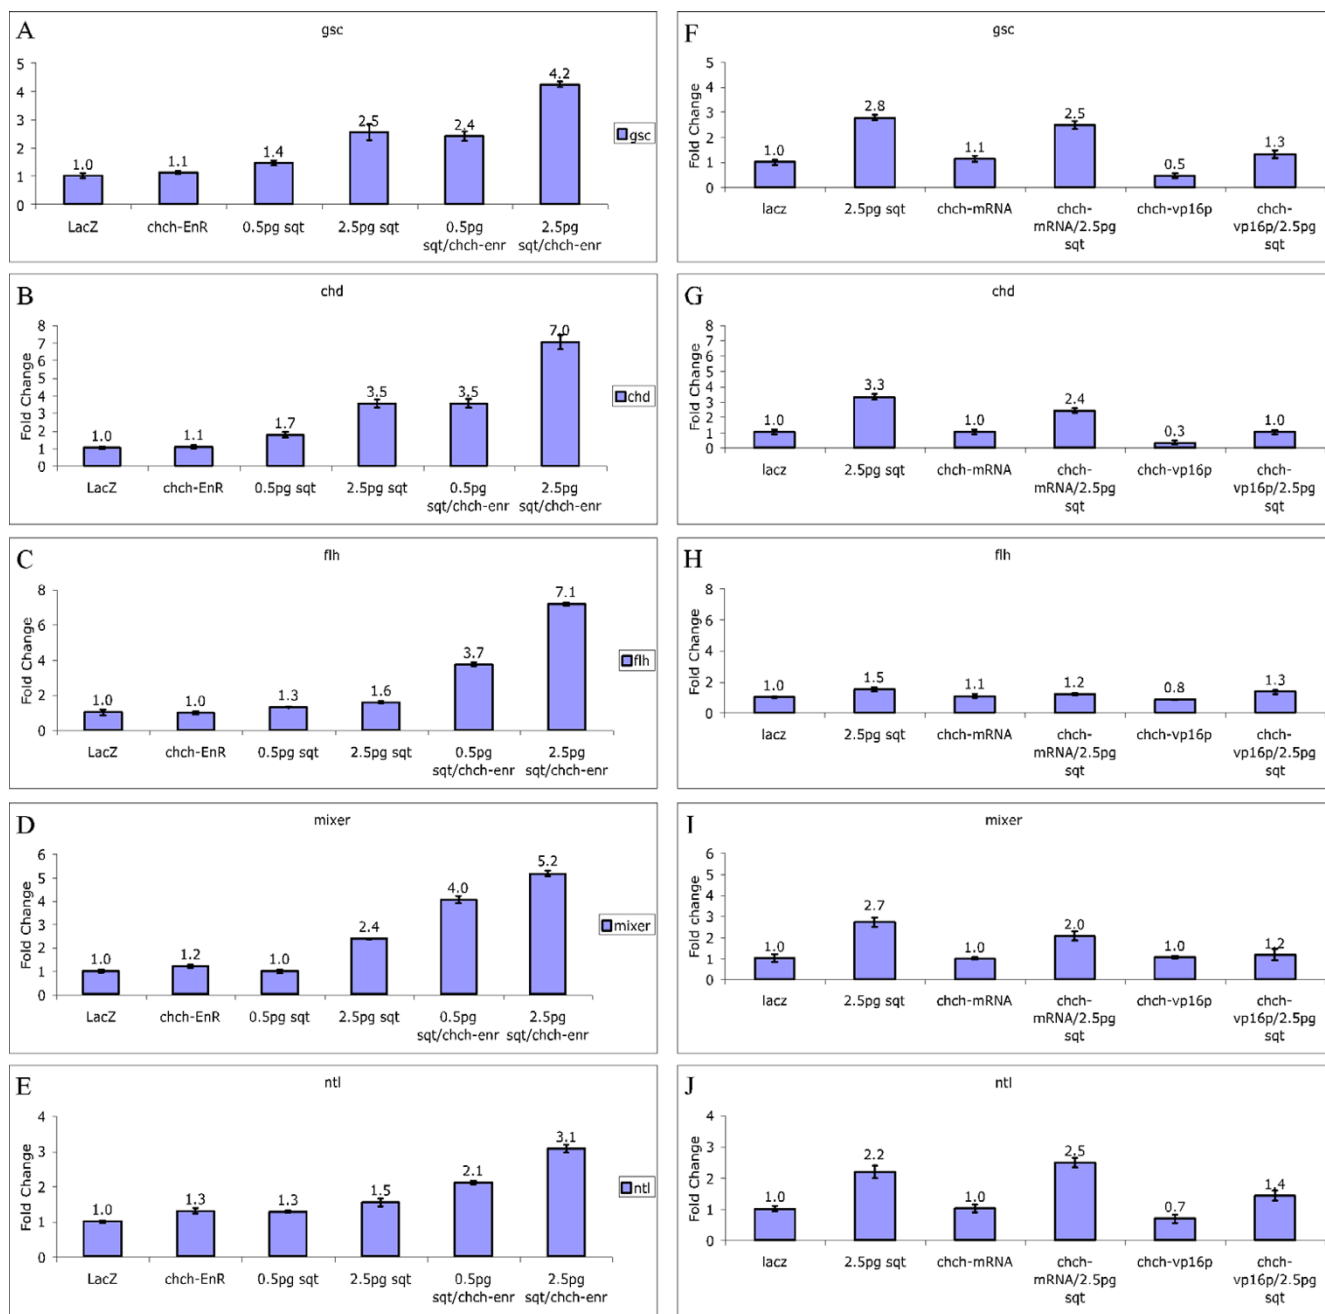 A
gsc
5
4
3
2
1
0
1.0
1.1
1.4
2.5
2.4
4.2
LacZ
chch-EnR
0.5pg sqt
2.5pg sqt
0.5pg
sqt/chch-enr
2.5pg
sqt/chch-enr
gsc
F
gsc
Fold Change
5
4
3
2
1
0
1.0
2.8
1.1
2.5
0.5
1.3
lacz
2.5pg sqt
chch-mRNA
chch-
mRNA/2.5pg
sqt
chch-vp16p
chch-
vp16p/2.5pg
sqt
B
chd
Fold Change
8
7
6
5
4
3
2
1
0
1.0
1.1
1.7
3.5
3.5
7.0
LacZ
chch-EnR
0.5pg sqt
2.5pg sqt
0.5pg
sqt/chch-enr
2.5pg
sqt/chch-enr
chd
G
chd
Fold Change
8
7
6
5
4
3
2
1
0
1.0
3.3
1.0
2.4
0.3
1.0
lacz
2.5pg sqt
chch-mRNA
chch-
mRNA/2.5pg
sqt
chch-vp16p
chch-
vp16p/2.5pg
sqt
C
flh
Fold Change
8
6
4
2
0
1.0
1.0
1.3
1.6
3.7
7.1
LacZ
chch-EnR
0.5pg sqt
2.5pg sqt
0.5pg
sqt/chch-enr
2.5pg
sqt/chch-enr
flh
H
flh
Fold Change
8
6
4
2
0
1.0
1.5
1.1
1.2
0.8
1.3
lacz
2.5pg sqt
chch-mRNA
chch-
mRNA/2.5pg
sqt
chch-vp16p
chch-
vp16p/2.5pg
sqt
D
mixer
Fold Change
6
5
4
3
2
1
0
1.0
1.2
1.0
2.4
4.0
5.2
LacZ
chch-EnR
0.5pg sqt
2.5pg sqt
0.5pg
sqt/chch-enr
2.5pg
sqt/chch-enr
mixer
I
mixer
Fold change
6
5
4
3
2
1
0
1.0
2.7
1.0
2.0
1.0
1.2
lacz
2.5pg sqt
chch-mRNA
chch-
mRNA/2.5pg
sqt
chch-vp16p
chch-
vp16p/2.5pg
sqt
E
ntl
Fold Change
4
3
2
1
0
1.0
1.3
1.3
1.5
2.1
3.1
LacZ
chch-EnR
0.5pg sqt
2.5pg sqt
0.5pg
sqt/chch-enr
2.5pg
sqt/chch-enr
ntl
J
ntl
Fold Change
4
3
2
1
0
1.0
2.2
1.0
2.5
0.7
1.4
lacz
2.5pg sqt
chch-mRNA
chch-
mRNA/2.5pg
sqt
chch-vp16p
chch-
vp16p/2.5pg
sqt